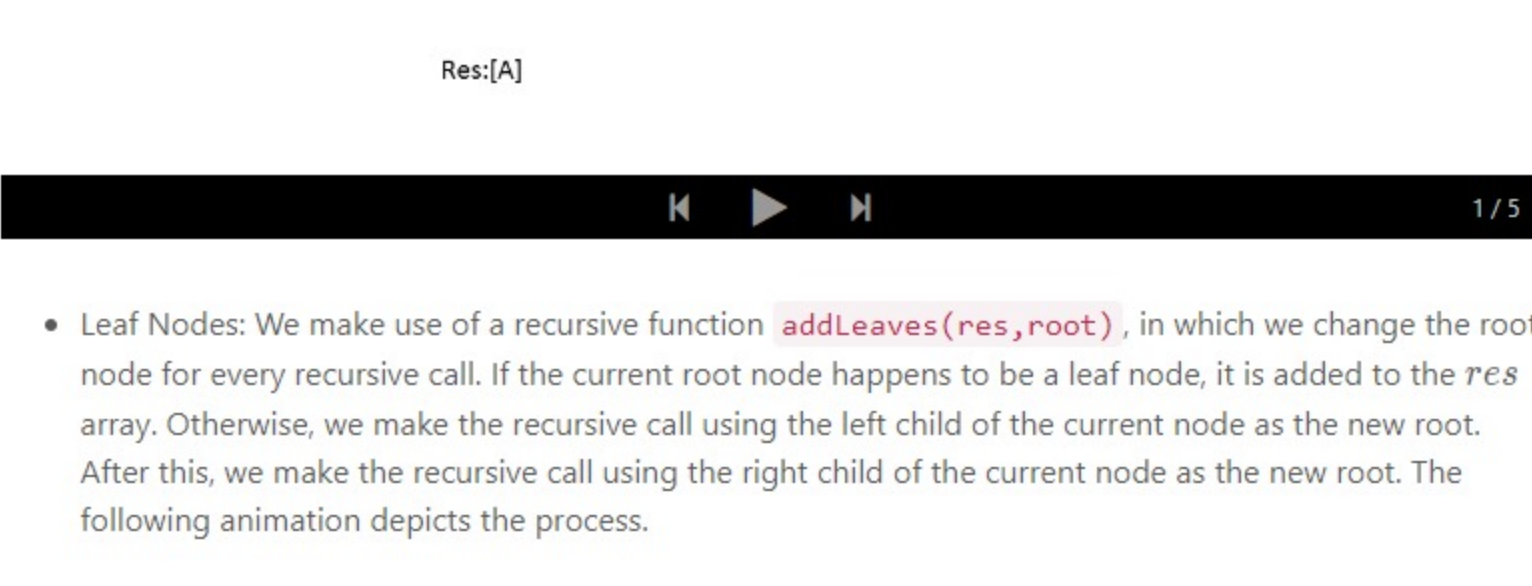 Res:[A]
1 / 5
• Leaf Nodes: We make use of a recursive function addLeaves(res,root), in which we change the root
node for every recursive call. If the current root node happens to be a leaf node, it is added to the res
array. Otherwise, we make the recursive call using the left child of the current node as the new root.
After this, we make the recursive call using the right child of the current node as the new root. The
following animation depicts the process.